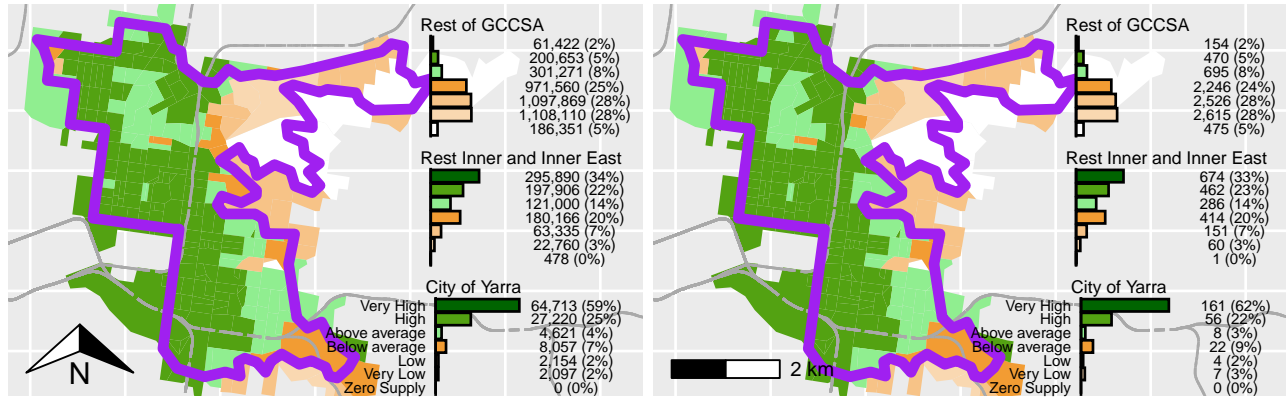 Rest of GCCSA
61,422 (2%)
200,653 (5%)
301,271 (8%)
971,560 (25%)
1,097,869 (28%)
1,108,110 (28%)
186,351 (5%)
Rest Inner and Inner East
295,890 (34%)
197,906 (22%)
121,000 (14%)
180,166 (20%)
63,335 (7%)
22,760 (3%)
478 (0%)
City of Yarra
Very High 64,713 (59%)
High 27,220 (25%)
Above average 4,621 (4%)
Below average 8,057 (7%)
Low 2,154 (2%)
Very Low 2,097 (2%)
Zero Supply 0 (0%)
N
Rest of GCCSA
154 (2%)
470 (5%)
695 (8%)
2,246 (24%)
2,526 (28%)
2,615 (28%)
475 (5%)
Rest Inner and Inner East
674 (33%)
462 (23%)
286 (14%)
414 (20%)
151 (7%)
60 (3%)
1 (0%)
City of Yarra
Very High 161 (62%)
High 56 (22%)
Above average 8 (3%)
Below average 22 (9%)
Low 4 (2%)
Very Low 7 (3%)
Zero Supply 0 (0%)
2 km